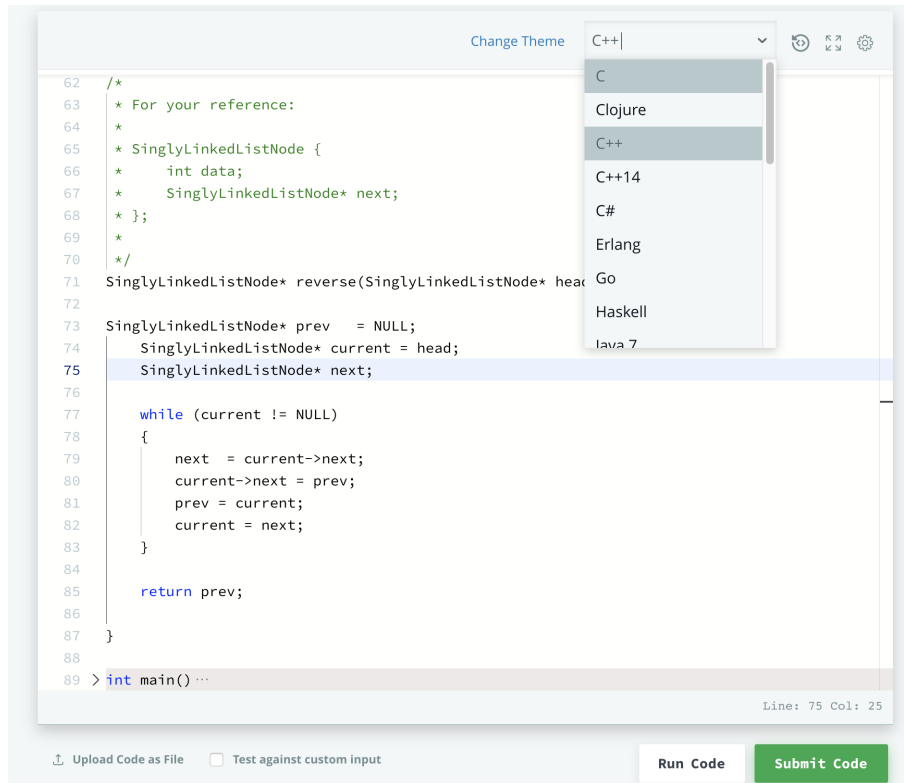 Change Theme C++
C
Clojure
C++
C++14
C#
Erlang
Go
Haskell
Java 7
62 /*
63 * For your reference:
64 *
65 * SinglyLinkedListNode {
66 * int data;
67 * SinglyLinkedListNode* next;
68 * };
69 *
70 */
71 SinglyLinkedListNode* reverse(SinglyLinkedListNode* head
72
73 SinglyLinkedListNode* prev = NULL;
74 SinglyLinkedListNode* current = head;
75 SinglyLinkedListNode* next;
76
77 while (current != NULL)
78 {
79 next = current->next;
80 current->next = prev;
81 prev = current;
82 current = next;
83 }
84
85 return prev;
86
87 }
88
89 > int main() ···
Line: 75 Col: 25
Upload Code as File Test against custom input Run Code Submit Code